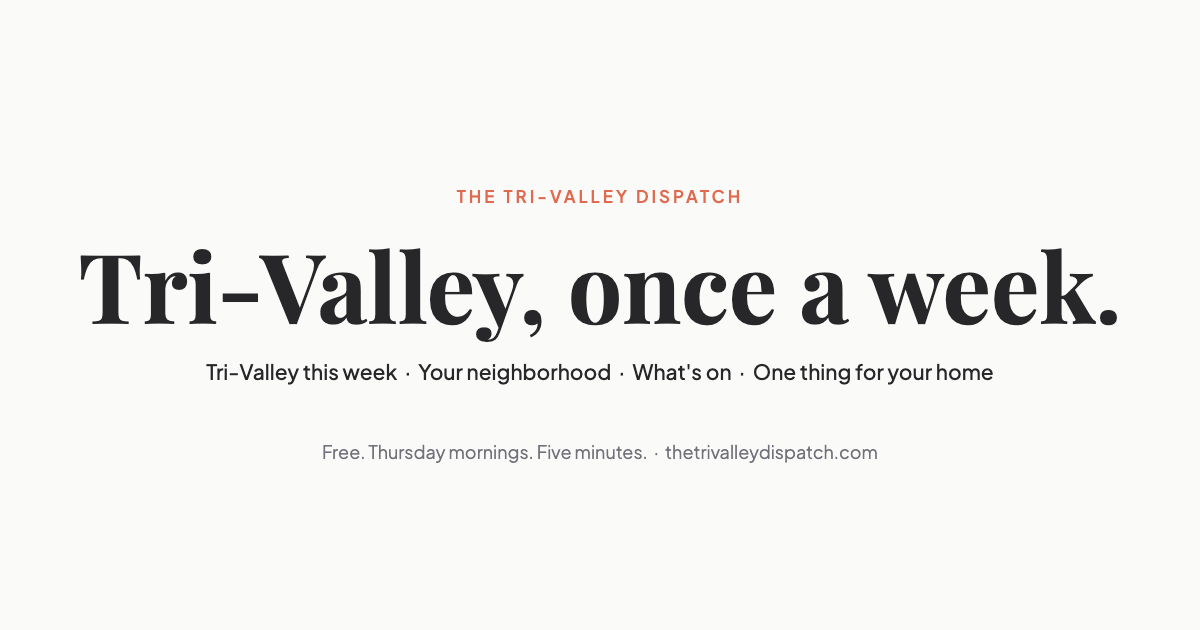 THE TRI-VALLEY DISPATCH
Tri-Valley, once a week.
Tri-Valley this week · Your neighborhood · What's on · One thing for your home
Free. Thursday mornings. Five minutes. · thetrivalleydispatch.com